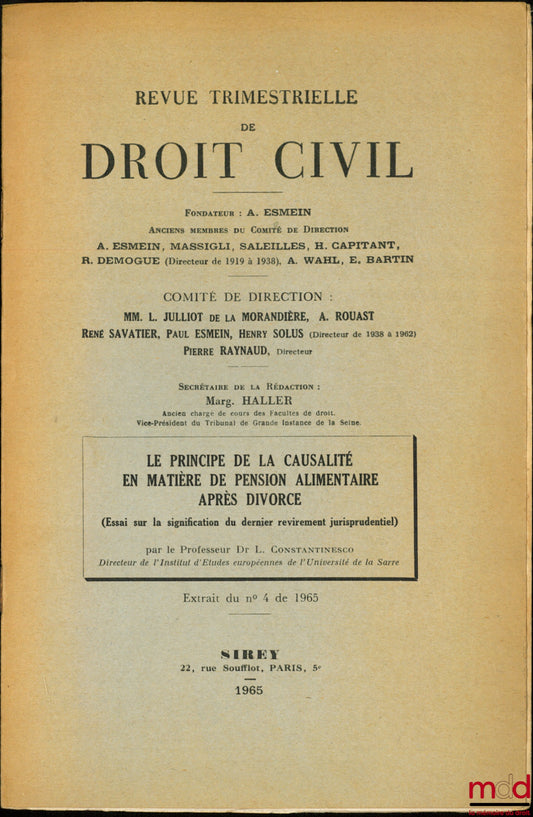 REVUE TRIMESTRIELLE
DE
DROIT CIVIL
FONDATEUR : A. ESMEIN
ANCIENS MEMBRES DU COMITÉ DE DIRECTION
A. ESMEIN, MASSIGLI, SALEILLES, H. CAPITANT,
R. DEMOGUE (Directeur de 1919 à 1938), A. WAHL, E. BARTIN
COMITÉ DE DIRECTION :
MM. L. JULLIOT DE LA MORANDIÈRE, A. ROUAST
RENÉ SAVATIER, PAUL ESMEIN, HENRY SOLUS (Directeur de 1938 à 1962)
PIERRE RAYNAUD, Directeur
SECRÉTAIRE DE LA RÉDACTION :
Marg. HALLER
Ancien chargé de cours des Facultés de droit.
Vice-Président du Tribunal de Grande Instance de la Seine.
LE PRINCIPE DE LA CAUSALITÉ
EN MATIÈRE DE PENSION ALIMENTAIRE
APRÈS DIVORCE
(Essai sur la signification du dernier revirement jurisprudentiel)
par le Professeur Dr L. CONSTANTINESCO
Directeur de l'Institut d'Etudes européennes de l'Université de la Sarre
Extrait du nº 4 de 1965
SIREY
22, rue Soufflot, PARIS, 5e
1965
mdd
la mémoire du droit